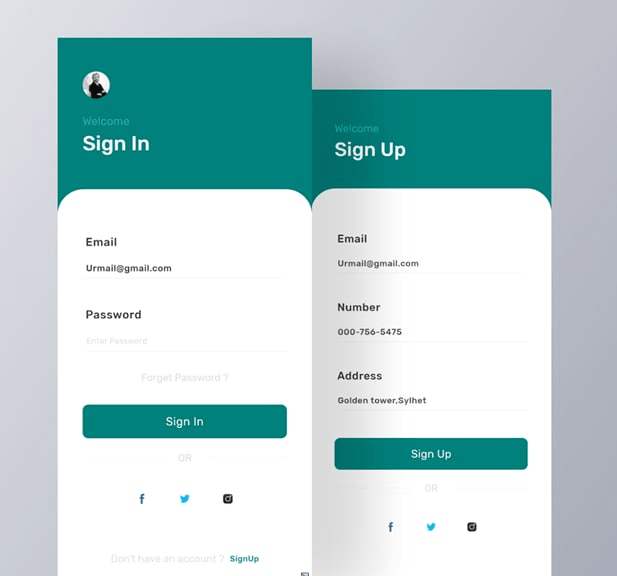 Welcome
Sign In
Email
Urmail@gmail.com
Password
Enter Password
Forget Password ?
Sign In
OR
Don't have an account ? SignUp
Welcome
Sign Up
Email
Urmail@gmail.com
Number
000-756-5475
Address
Golden tower,Sylhet
Sign Up
OR